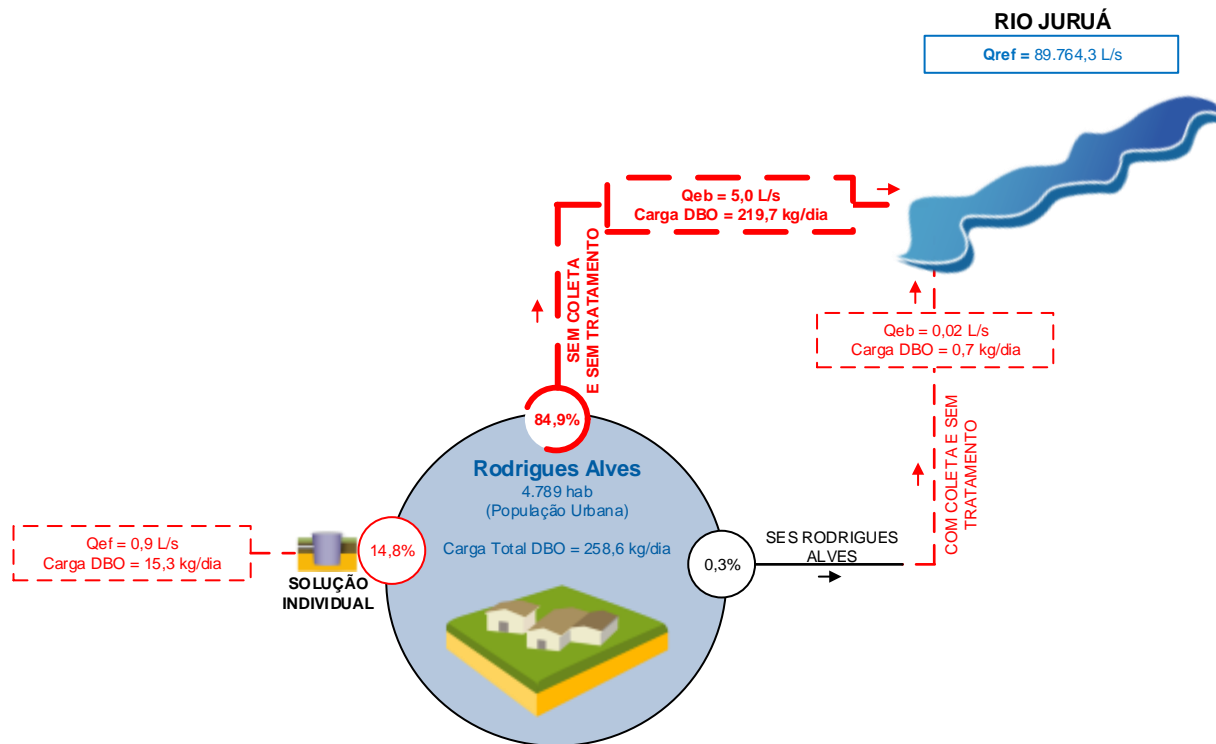 RIO JURUÁ
Qref = 89.764,3 L/s
Qeb = 5,0 L/s
Carga DBO = 219,7 kg/dia
SEM COLETA
E SEM TRATAMENTO
Qeb = 0,02 L/s
Carga DBO = 0,7 kg/dia
COM COLETA E SEM
TRATAMENTO
84,9%
Rodrigues Alves
4.789 hab
(População Urbana)
Carga Total DBO = 258,6 kg/dia
Qef = 0,9 L/s
Carga DBO = 15,3 kg/dia
SOLUÇÃO
INDIVIDUAL
14,8%
0,3%
SES RODRIGUES
ALVES